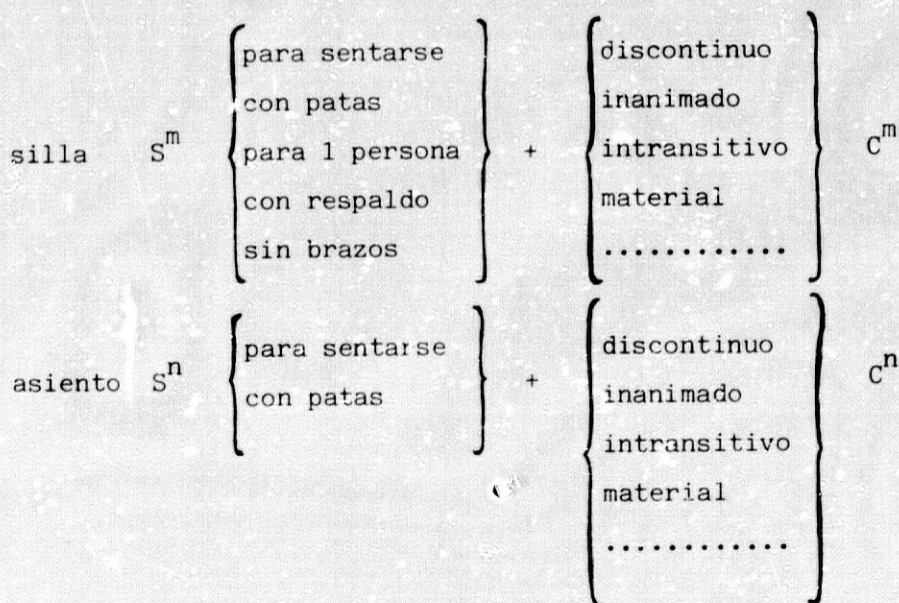 para sentarse discontinuo
con patas inanimado
silla S^m para 1 persona + intransitivo C^m
con respaldo material
sin brazos ............
para sentarse discontinuo
asiento S^n con patas + inanimado C^n
intransitivo
material
............